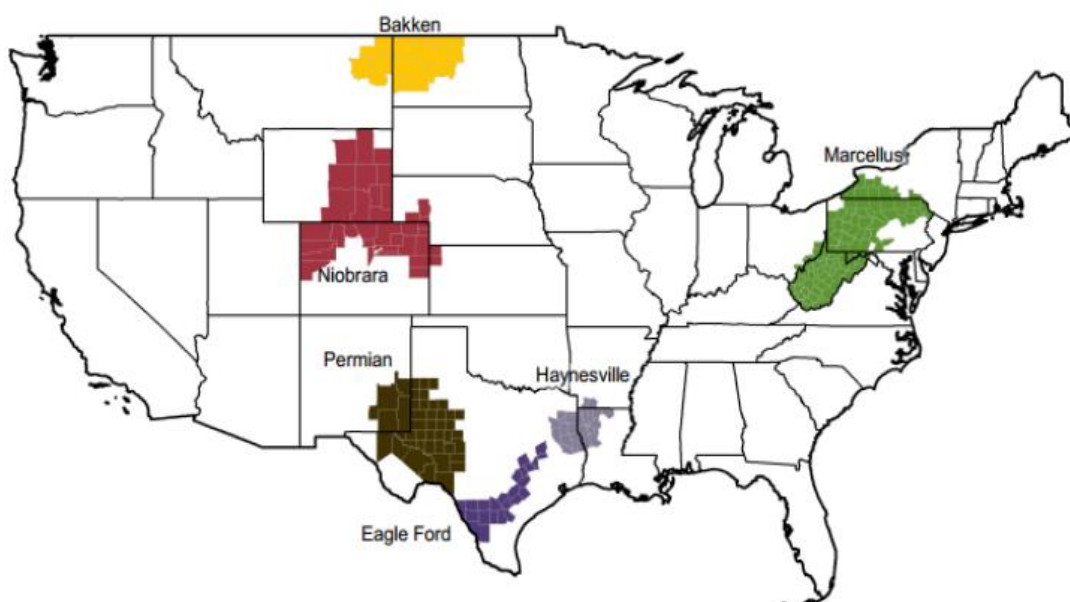 Bakken
Marcellus
Niobrara
Permian
Haynesville
Eagle Ford